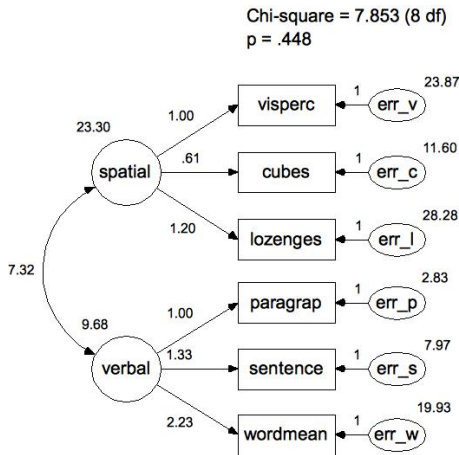 Chi-square = 7.853 (8 df)
p = .448
23.87
1.00
visperc
1
err_v
23.30
11.60
spatial
.61
cubes
1
err_c
28.28
1.20
lozenges
1
err_l
7.32
2.83
1.00
paragrap
1
err_p
9.68
7.97
verbal
1.33
sentence
1
err_s
19.93
2.23
wordmean
1
err_w